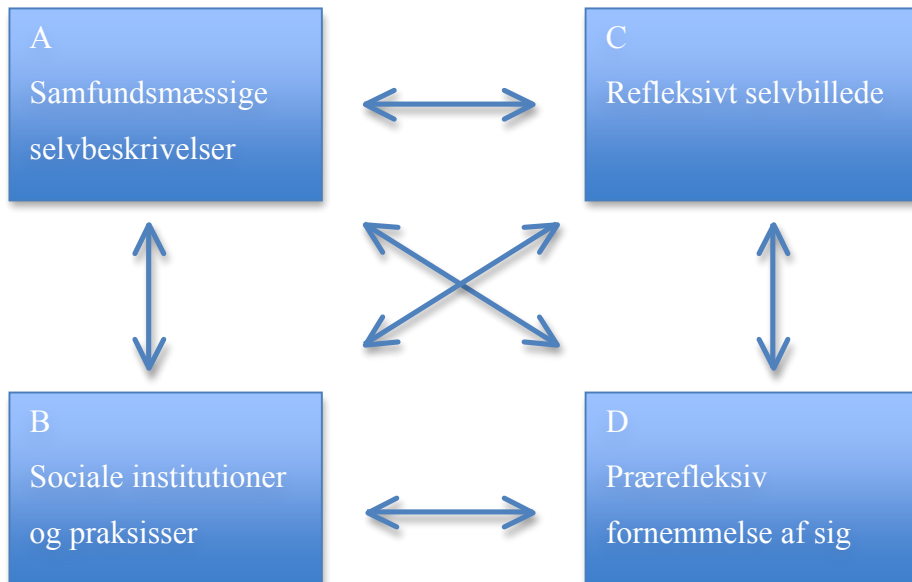 A
Samfundsmæssige
selvbeskrivelser
C
Refleksivt selvbillede
B
Sociale institutioner
og praksisser
D
Prærefleksiv
fornemmelse af sig